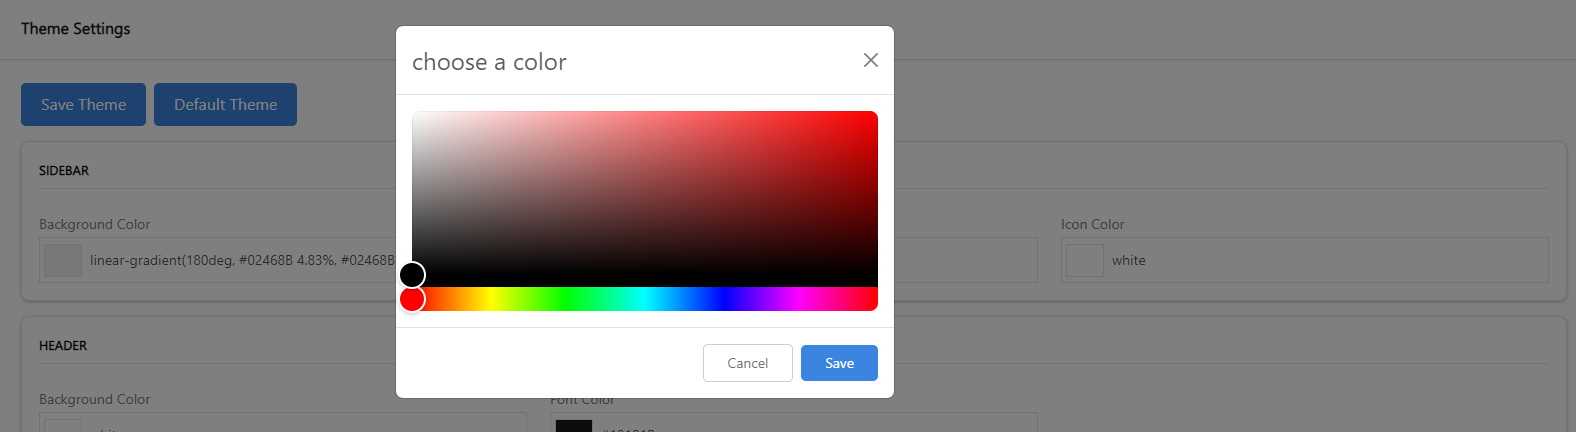 Theme Settings
choose a color
Save Theme
Default Theme
SIDEBAR
Background Color
Icon Color
linear-gradient(180deg, #02468B 4.83%, #02468B
white
Cancel
Save
HEADER
Background Color
Font Color